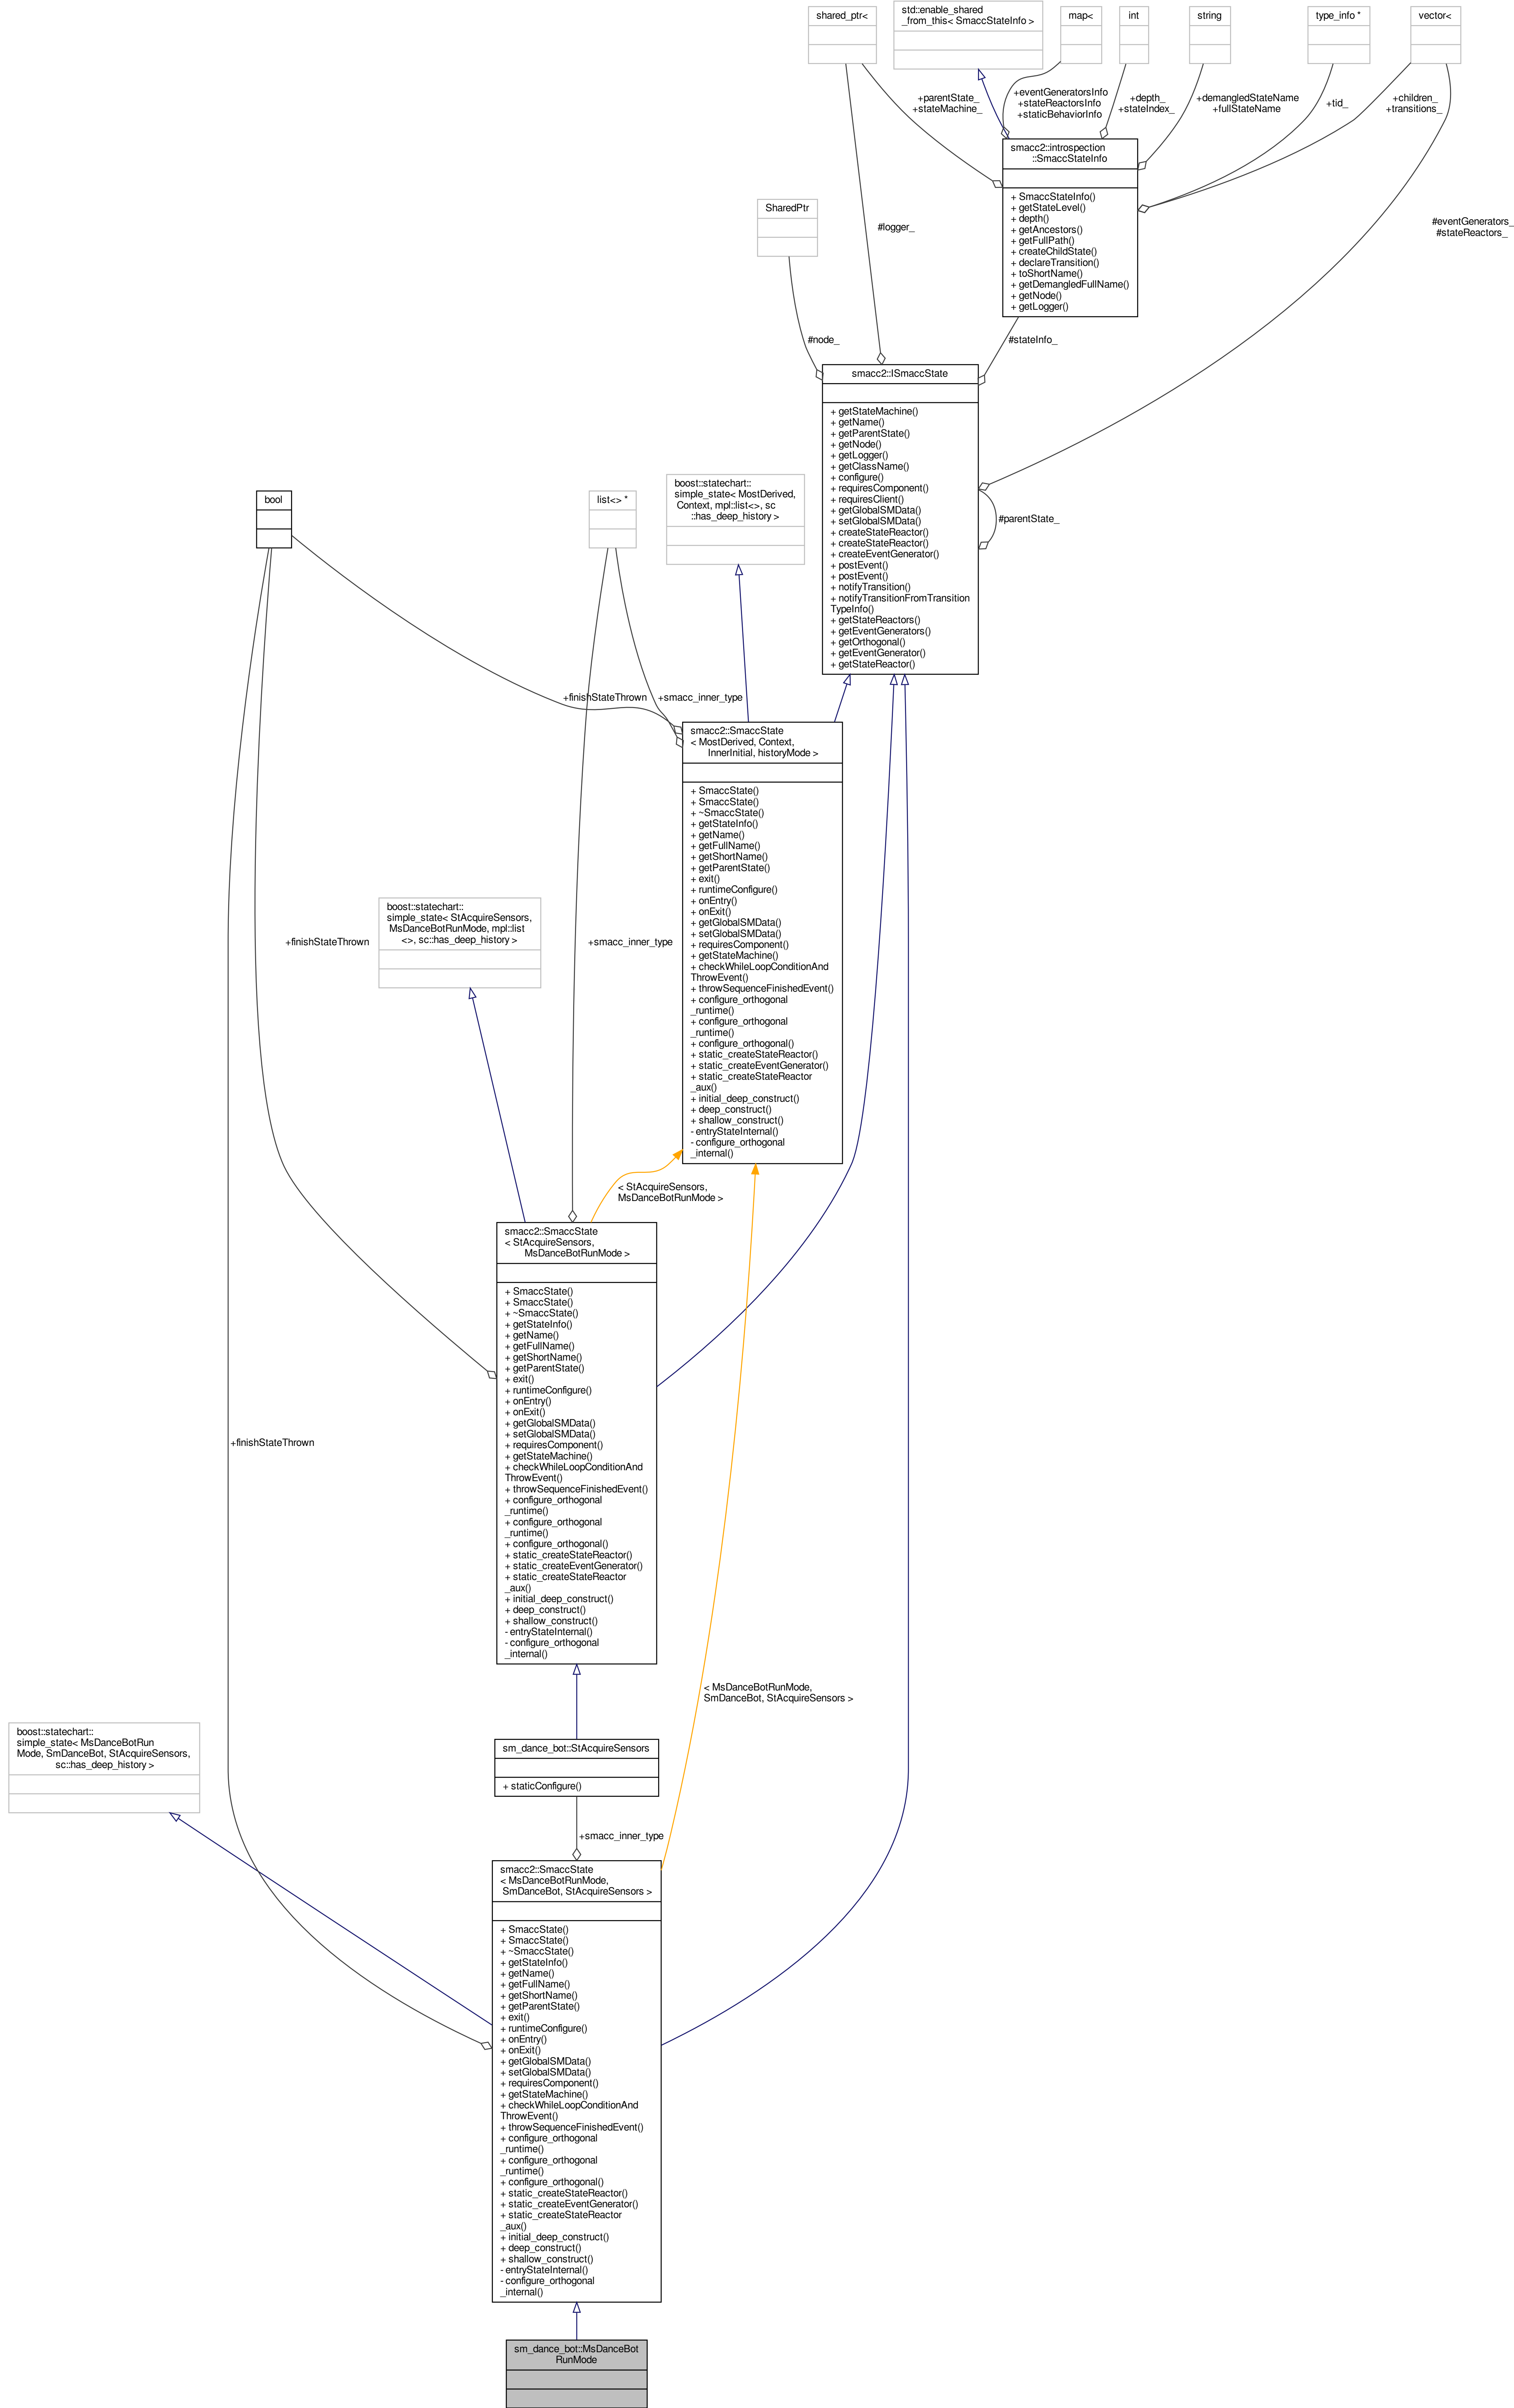 shared_ptr<
std::enable_shared
_from_this< SmaccStateInfo >
map<
int
string
type_info *
vector<
+parentState_
+stateMachine_
+eventGeneratorsInfo
+stateReactorsInfo
+staticBehaviorInfo
+depth_
+stateIndex_
+demangledStateName
+fullStateName
+tid_
+children_
+transitions_
smacc2::introspection
::SmaccStateInfo
+ SmaccStateInfo()
+ getStateLevel()
+ depth()
+ getAncestors()
+ getFullPath()
+ createChildState()
+ declareTransition()
+ toShortName()
+ getDemangledFullName()
+ getNode()
+ getLogger()
SharedPtr
#logger_
#eventGenerators_
#stateReactors_
#node_
#stateInfo_
smacc2::ISmaccState
+ getStateMachine()
+ getName()
+ getParentState()
+ getNode()
+ getLogger()
+ getClassName()
+ configure()
+ requiresComponent()
+ requiresClient()
+ getGlobalSMData()
+ setGlobalSMData()
+ createStateReactor()
+ createStateReactor()
+ createEventGenerator()
+ postEvent()
+ postEvent()
+ notifyTransition()
+ notifyTransitionFromTransition
TypeInfo()
+ getStateReactors()
+ getEventGenerators()
+ getOrthogonal()
+ getEventGenerator()
+ getStateReactor()
#parentState_
bool
list<> *
boost::statechart::
simple_state< MostDerived,
Context, mpl::list<>, sc
::has_deep_history >
+finishStateThrown
+smacc_inner_type
smacc2::SmaccState
< MostDerived, Context,
InnerInitial, historyMode >
+ SmaccState()
+ SmaccState()
+ ~SmaccState()
+ getStateInfo()
+ getName()
+ getFullName()
+ getShortName()
+ getParentState()
+ exit()
+ runtimeConfigure()
+ onEntry()
+ onExit()
+ getGlobalSMData()
+ setGlobalSMData()
+ requiresComponent()
+ getStateMachine()
+ checkWhileLoopConditionAnd
ThrowEvent()
+ throwSequenceFinishedEvent()
+ configure_orthogonal
_runtime()
+ configure_orthogonal
_runtime()
+ configure_orthogonal()
+ static_createStateReactor()
+ static_createEventGenerator()
+ static_createStateReactor
_aux()
+ initial_deep_construct()
+ deep_construct()
+ shallow_construct()
- entryStateInternal()
- configure_orthogonal
_internal()
boost::statechart::
simple_state< StAcquireSensors,
MsDanceBotRunMode, mpl::list
<>, sc::has_deep_history >
+finishStateThrown
+smacc_inner_type
< StAcquireSensors,
MsDanceBotRunMode >
smacc2::SmaccState
< StAcquireSensors,
MsDanceBotRunMode >
+ SmaccState()
+ SmaccState()
+ ~SmaccState()
+ getStateInfo()
+ getName()
+ getFullName()
+ getShortName()
+ getParentState()
+ exit()
+ runtimeConfigure()
+ onEntry()
+ onExit()
+ getGlobalSMData()
+ setGlobalSMData()
+ requiresComponent()
+ getStateMachine()
+ checkWhileLoopConditionAnd
ThrowEvent()
+ throwSequenceFinishedEvent()
+ configure_orthogonal
_runtime()
+ configure_orthogonal
_runtime()
+ configure_orthogonal()
+ static_createStateReactor()
+ static_createEventGenerator()
+ static_createStateReactor
_aux()
+ initial_deep_construct()
+ deep_construct()
+ shallow_construct()
- entryStateInternal()
- configure_orthogonal
_internal()
+finishStateThrown
< MsDanceBotRunMode,
SmDanceBot, StAcquireSensors >
boost::statechart::
simple_state< MsDanceBotRun
Mode, SmDanceBot, StAcquireSensors,
sc::has_deep_history >
sm_dance_bot::StAcquireSensors
+ staticConfigure()
+smacc_inner_type
smacc2::SmaccState
< MsDanceBotRunMode,
SmDanceBot, StAcquireSensors >
+ SmaccState()
+ SmaccState()
+ ~SmaccState()
+ getStateInfo()
+ getName()
+ getFullName()
+ getShortName()
+ getParentState()
+ exit()
+ runtimeConfigure()
+ onEntry()
+ onExit()
+ getGlobalSMData()
+ setGlobalSMData()
+ requiresComponent()
+ getStateMachine()
+ checkWhileLoopConditionAnd
ThrowEvent()
+ throwSequenceFinishedEvent()
+ configure_orthogonal
_runtime()
+ configure_orthogonal
_runtime()
+ configure_orthogonal()
+ static_createStateReactor()
+ static_createEventGenerator()
+ static_createStateReactor
_aux()
+ initial_deep_construct()
+ deep_construct()
+ shallow_construct()
- entryStateInternal()
- configure_orthogonal
_internal()
sm_dance_bot::MsDanceBot
RunMode